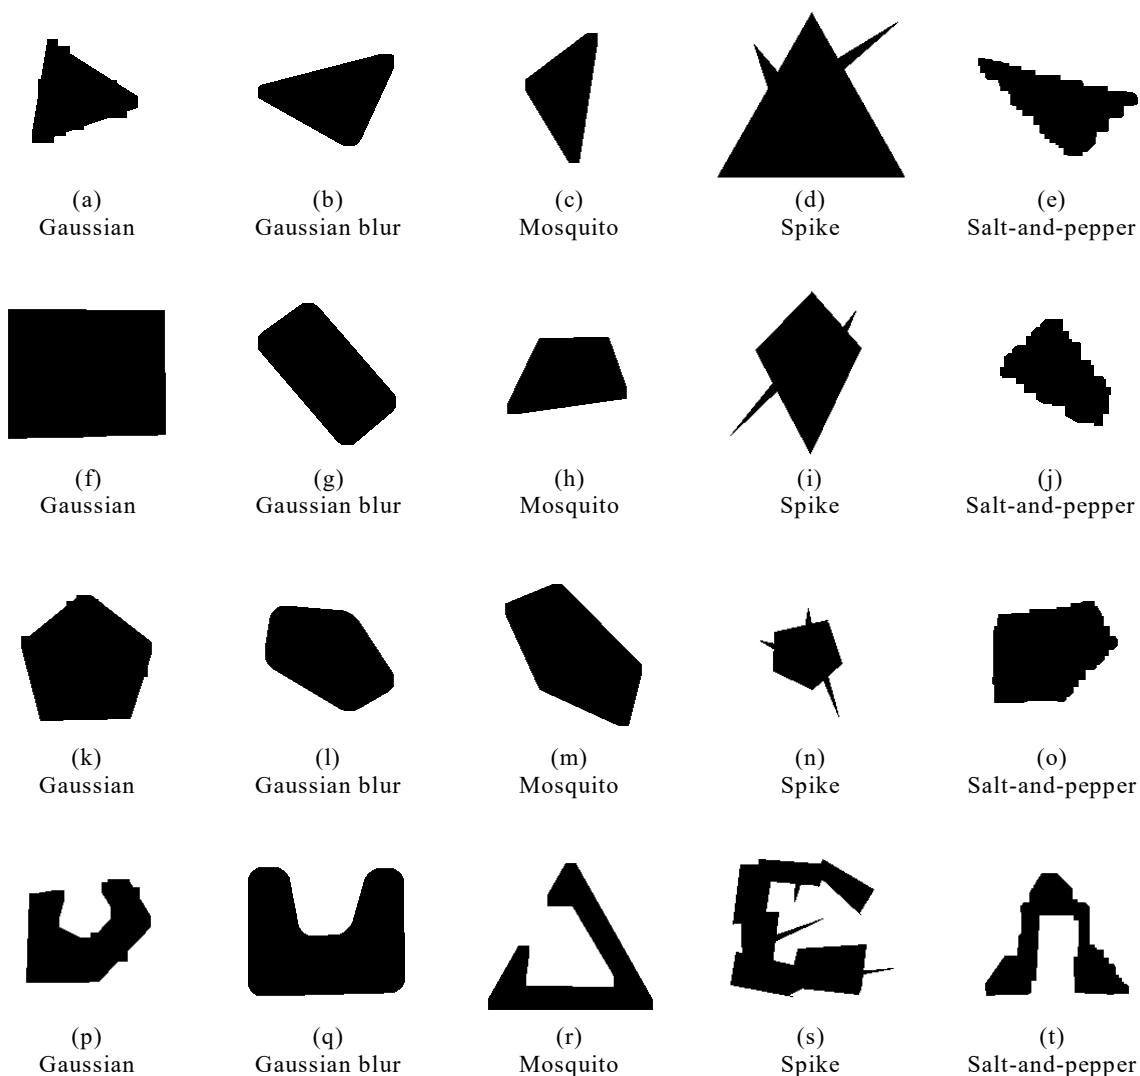 (a) (b) (c) (d) (e)
Gaussian Gaussian blur Mosquito Spike Salt-and-pepper
(f) (g) (h) (i) (j)
Gaussian Gaussian blur Mosquito Spike Salt-and-pepper
(k) (l) (m) (n) (o)
Gaussian Gaussian blur Mosquito Spike Salt-and-pepper
(p) (q) (r) (s) (t)
Gaussian Gaussian blur Mosquito Spike Salt-and-pepper